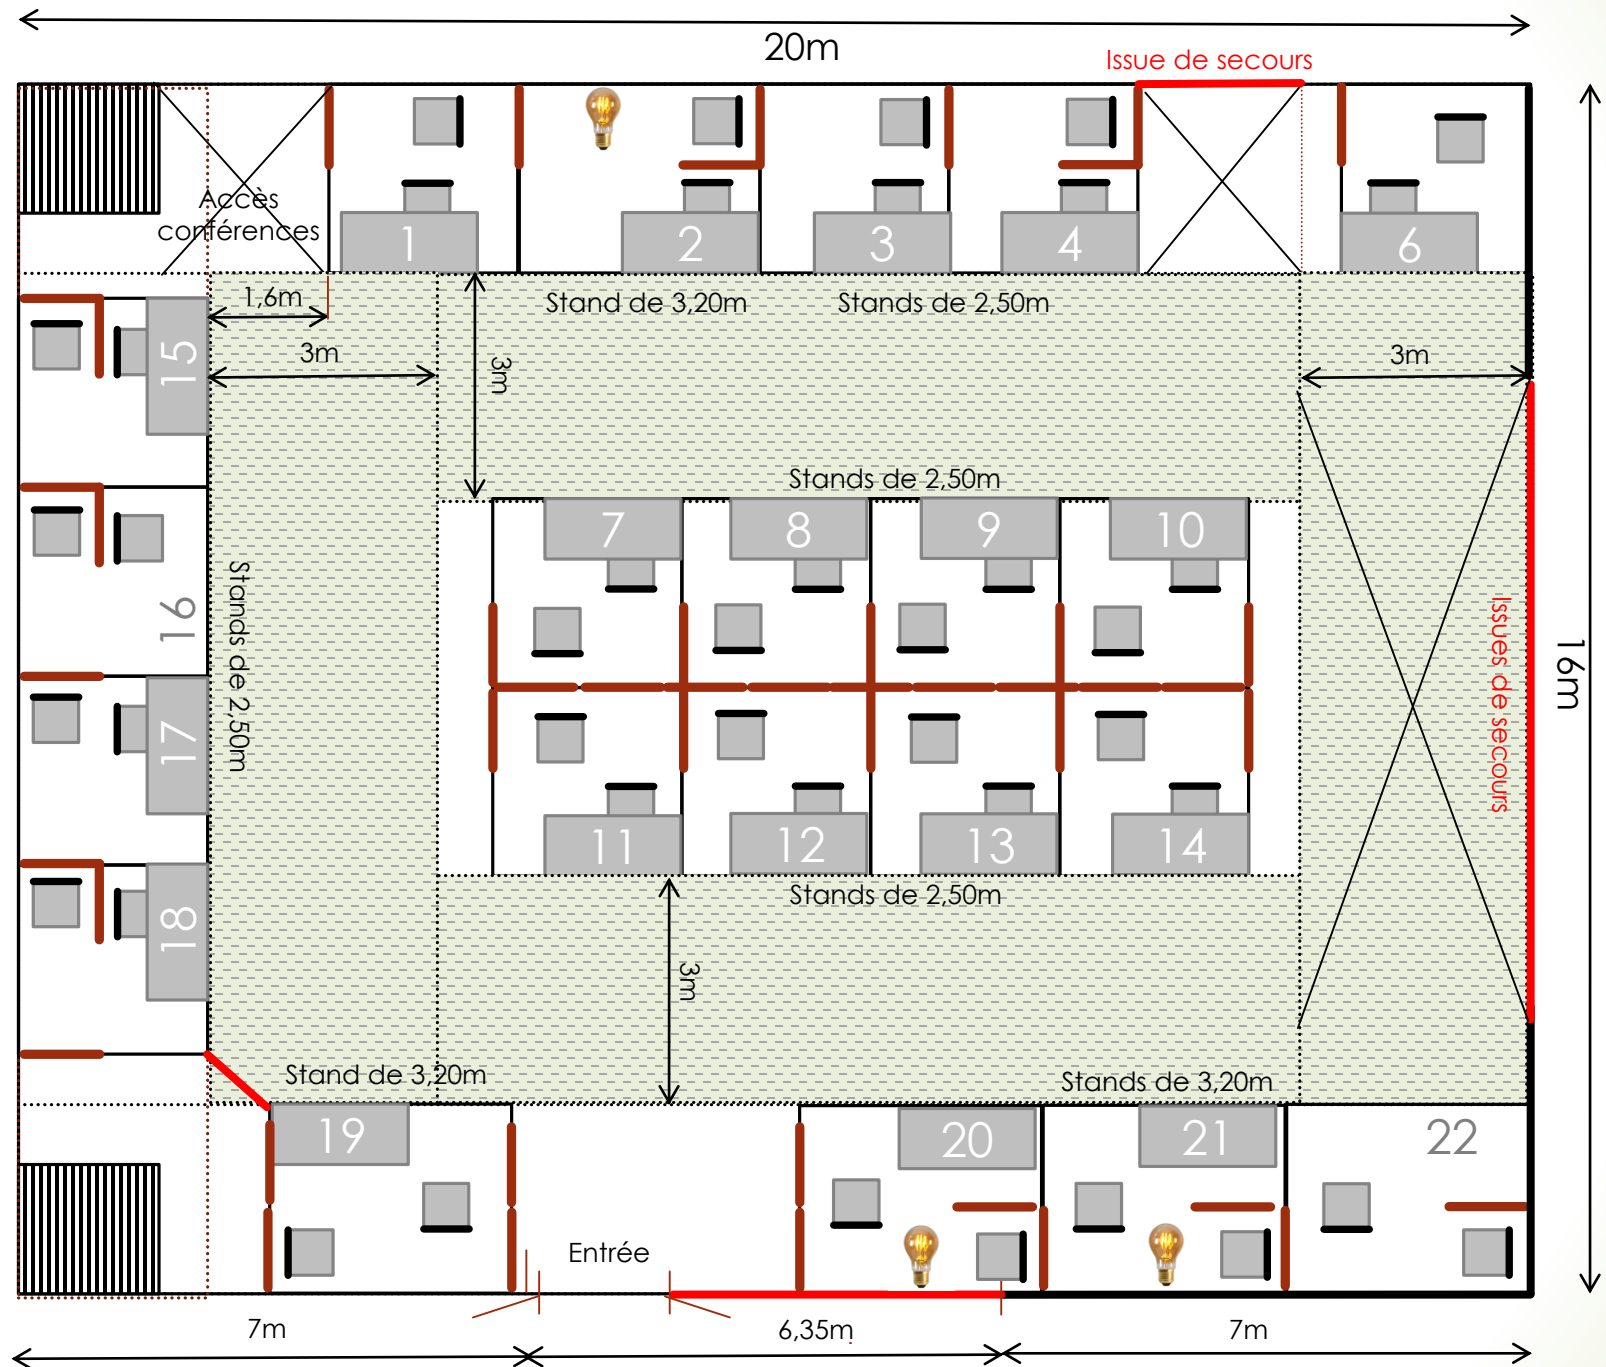 20m
Issue de secours
Accès
conférences
1
2
3
4
6
1,6m
Stand de 3,20m
Stands de 2,50m
3m
3m
3m
15
Stands de 2,50m
7
8
9
10
16
Stands de 2,50m
Issues de secours
16m
17
11
12
13
14
Stands de 2,50m
18
3m
Stand de 3,20m
Stands de 3,20m
19
20
21
22
Entrée
7m
6,35m
7m